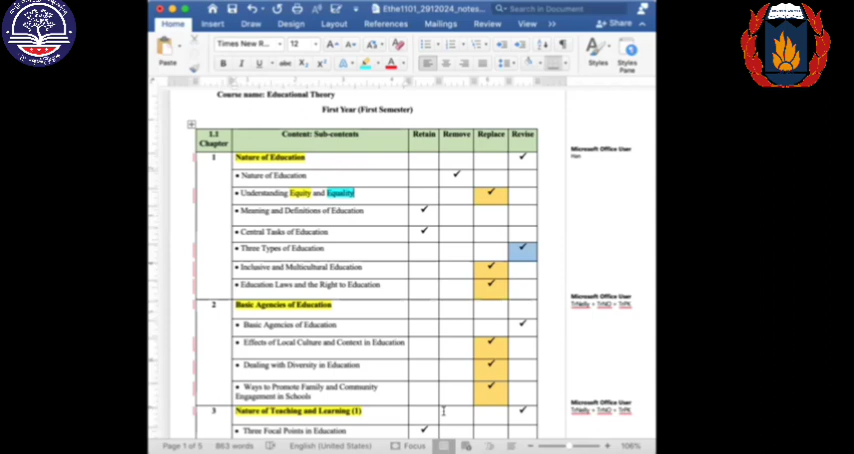 Ethe1101_2912024_notes...
Search in Document
Home Insert Draw Design Layout References Mailings Review View Share
Paste
Times New R... 12
Styles Styles Pane
Course name: Educational Theory
First Year (First Semester)
1.1 Chapter Content: Sub-contents Retain Remove Replace Revise
1 Nature of Education ✓
• Nature of Education ✓
• Understanding Equity and Equality ✓
• Meaning and Definitions of Education ✓
• Central Tasks of Education ✓
• Three Types of Education ✓
• Inclusive and Multicultural Education ✓
• Education Laws and the Right to Education ✓
2 Basic Agencies of Education
• Basic Agencies of Education ✓
• Effects of Local Culture and Context in Education ✓
• Dealing with Diversity in Education ✓
• Ways to Promote Family and Community
Engagement in Schools ✓
3 Nature of Teaching and Learning (1) ✓
• Three Focal Points in Education ✓
Microsoft Office User
Microsoft Office User
Microsoft Office User
Page 1 of 5 863 words English (United States) Focus 106%